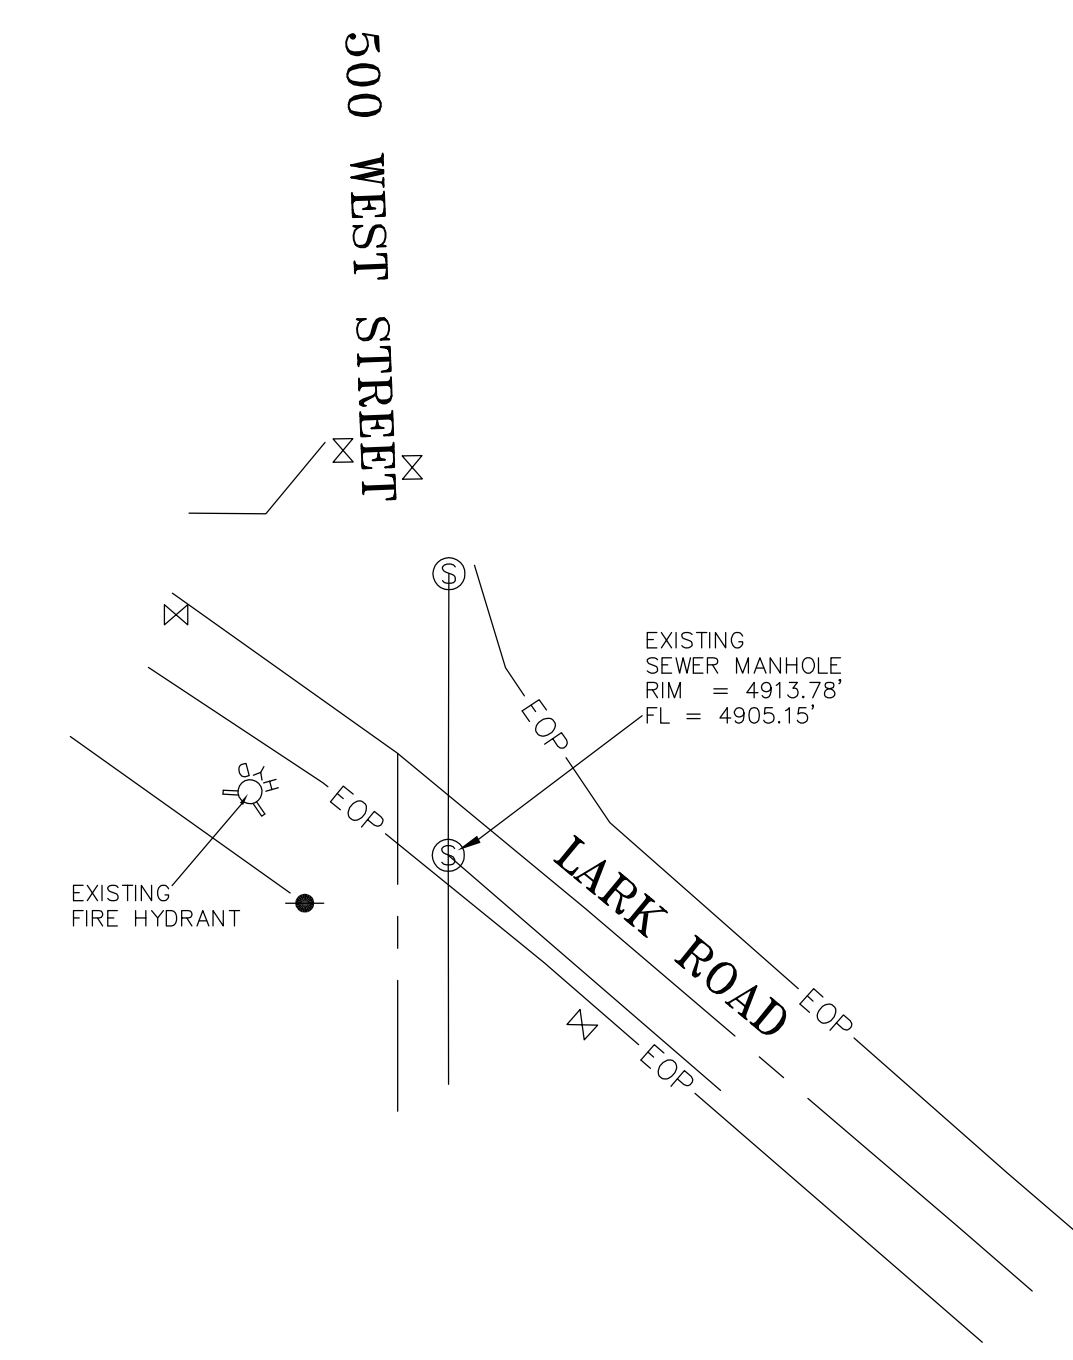 500 WEST STREET
S
EXISTING
SEWER MANHOLE
RIM = 4913.78'
FL = 4905.15'
EOP
HYD
EOP
S
LARK ROAD
EXISTING
FIRE HYDRANT
EOP
EOP